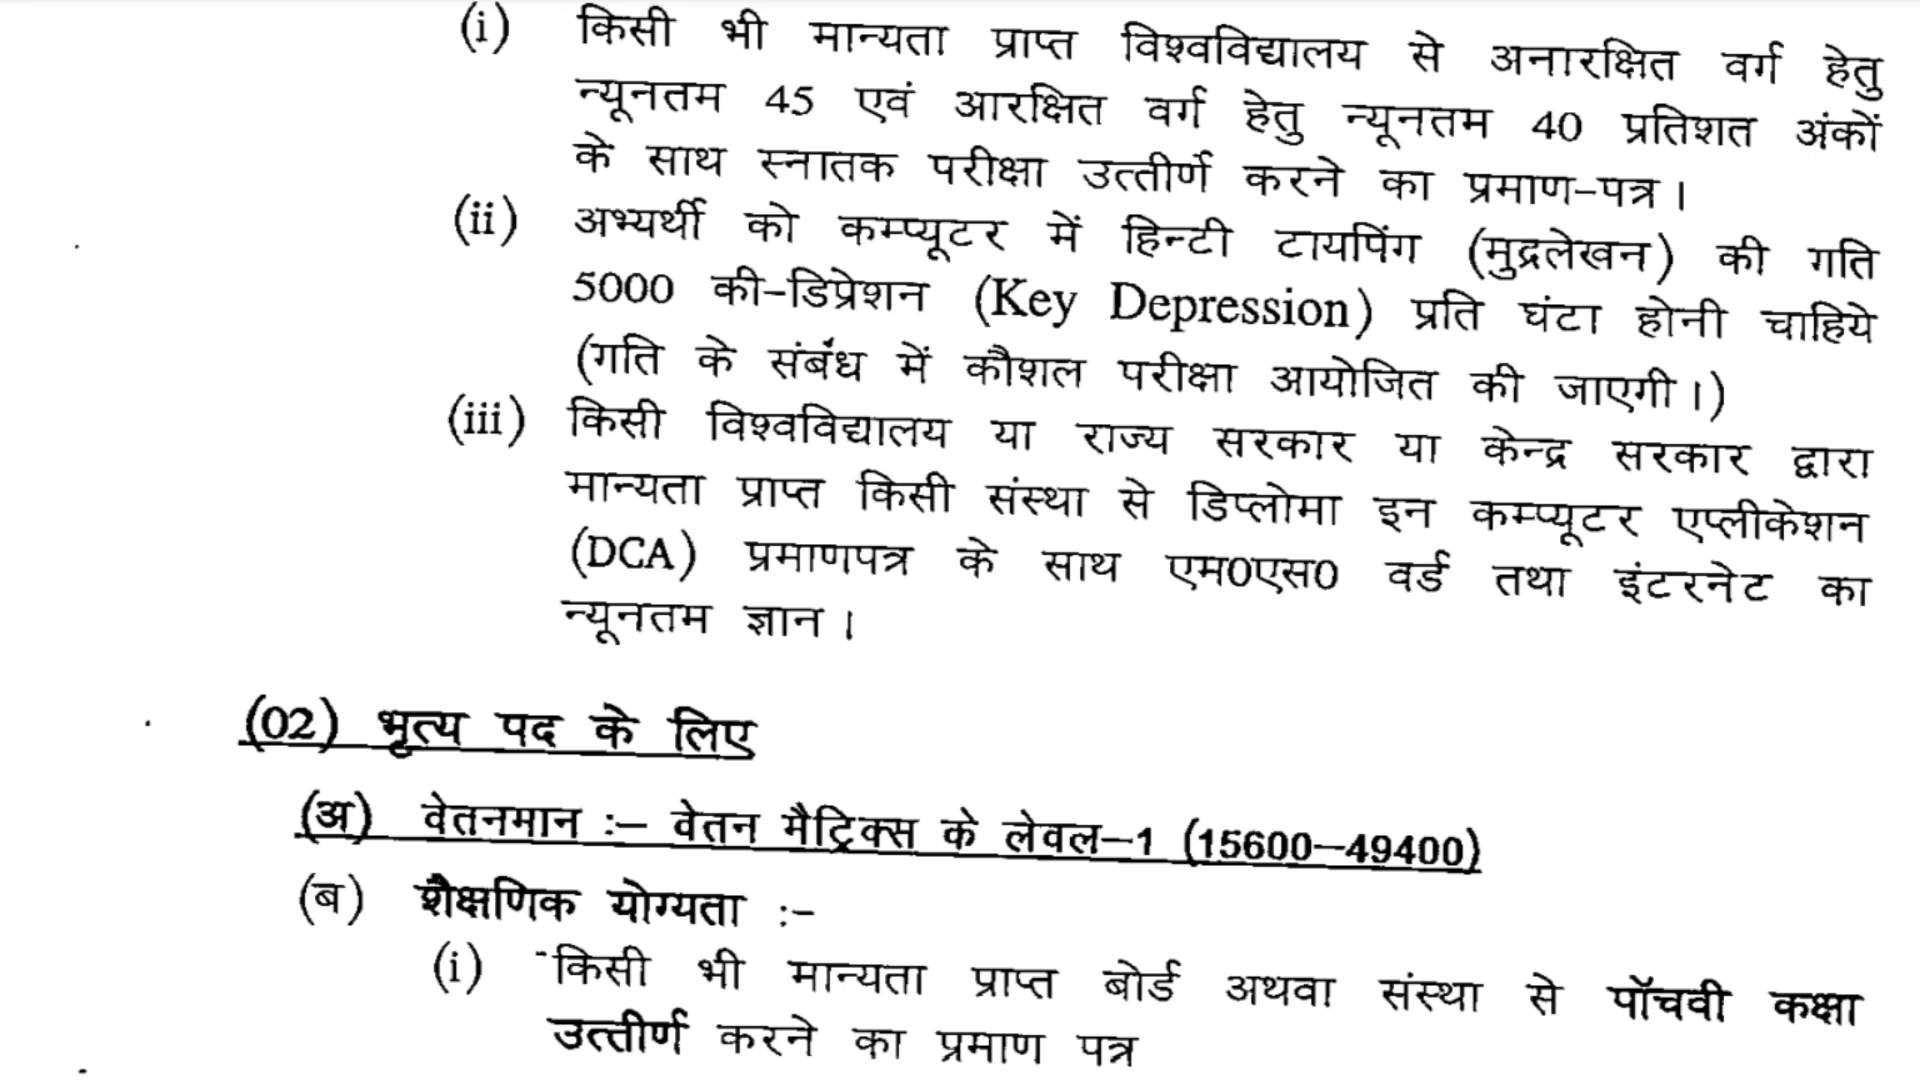 (i) किसी भी मान्यता प्राप्त विश्वविद्यालय से अनारक्षित वर्ग हेतु
न्यूनतम 45 एवं आरक्षित वर्ग हेतु न्यूनतम 40 प्रतिशत अंकों
के साथ स्नातक परीक्षा उत्तीर्ण करने का प्रमाण-पत्र।
(ii) अभ्यर्थी को कम्प्यूटर में हिन्टी टायपिंग (मुद्रलेखन) की गति
5000 की-डिप्रेशन (Key Depression) प्रति घंटा होनी चाहिये
(गति के संबंध में कौशल परीक्षा आयोजित की जाएगी।)
(iii) किसी विश्वविद्यालय या राज्य सरकार या केन्द्र सरकार द्वारा
मान्यता प्राप्त किसी संस्था से डिप्लोमा इन कम्प्यूटर एप्लीकेशन
(DCA) प्रमाणपत्र के साथ एम0एस0 वर्ड तथा इंटरनेट का
न्यूनतम ज्ञान।
(02) भृत्य पद के लिए
(अ) वेतनमान :– वेतन मैट्रिक्स के लेवल–1 (15600–49400)
(ब) शैक्षणिक योग्यता :-
(i) किसी भी मान्यता प्राप्त बोर्ड अथवा संस्था से पॉचवी कक्षा
उत्तीर्ण करने का प्रमाण पत्र